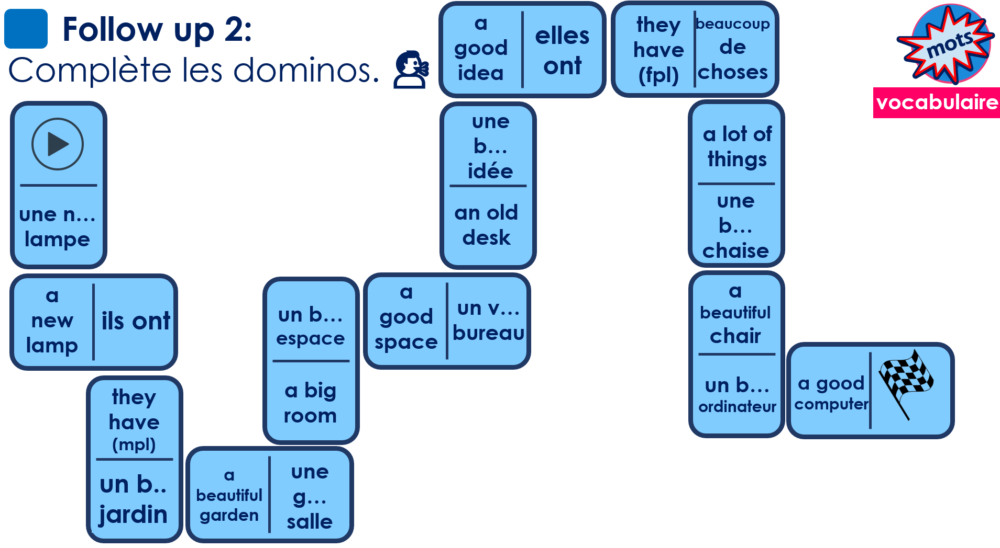 Follow up 2:
Complète les dominos.
mots
vocabulaire
une n...
lampe
a
new
lamp
ils ont
they
have
(mpl)
un b..
jardin
a
beautiful
garden
une
g...
salle
a big
room
un b...
espace
a
good
space
un v...
bureau
an old
desk
une
b...
idée
a
good
idea
elles
ont
they
have
(fpl)
beaucoup
de
choses
a lot of
things
une
b...
chaise
a
beautiful
chair
un b...
ordinateur
a good
computer